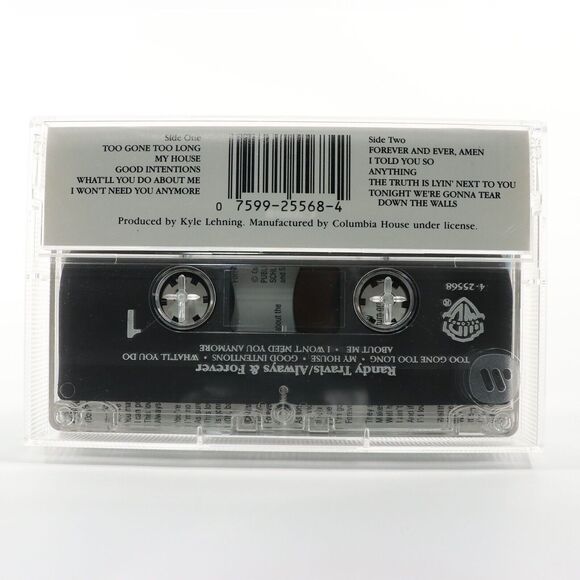 Side One
TOO GONE TOO LONG
MY HOUSE
GOOD INTENTIONS
WHAT'LL YOU DO ABOUT ME
I WON'T NEED YOU ANYMORE
Side Two
FOREVER AND EVER, AMEN
I TOLD YOU SO
ANYTHING
THE TRUTH IS LYIN' NEXT TO YOU
TONIGHT WE'RE GONNA TEAR
DOWN THE WALLS
0 7599-25568-4
Produced by Kyle Lehning. Manufactured by Columbia House under license.
4-25568
1
about the
ABOUT ME • I WON'T NEED YOU ANYMORE
TOO GONE TOO LONG • MY HOUSE • GOOD INTENTIONS • WHAT'LL YOU DO
Randy Travis/Always & Forever